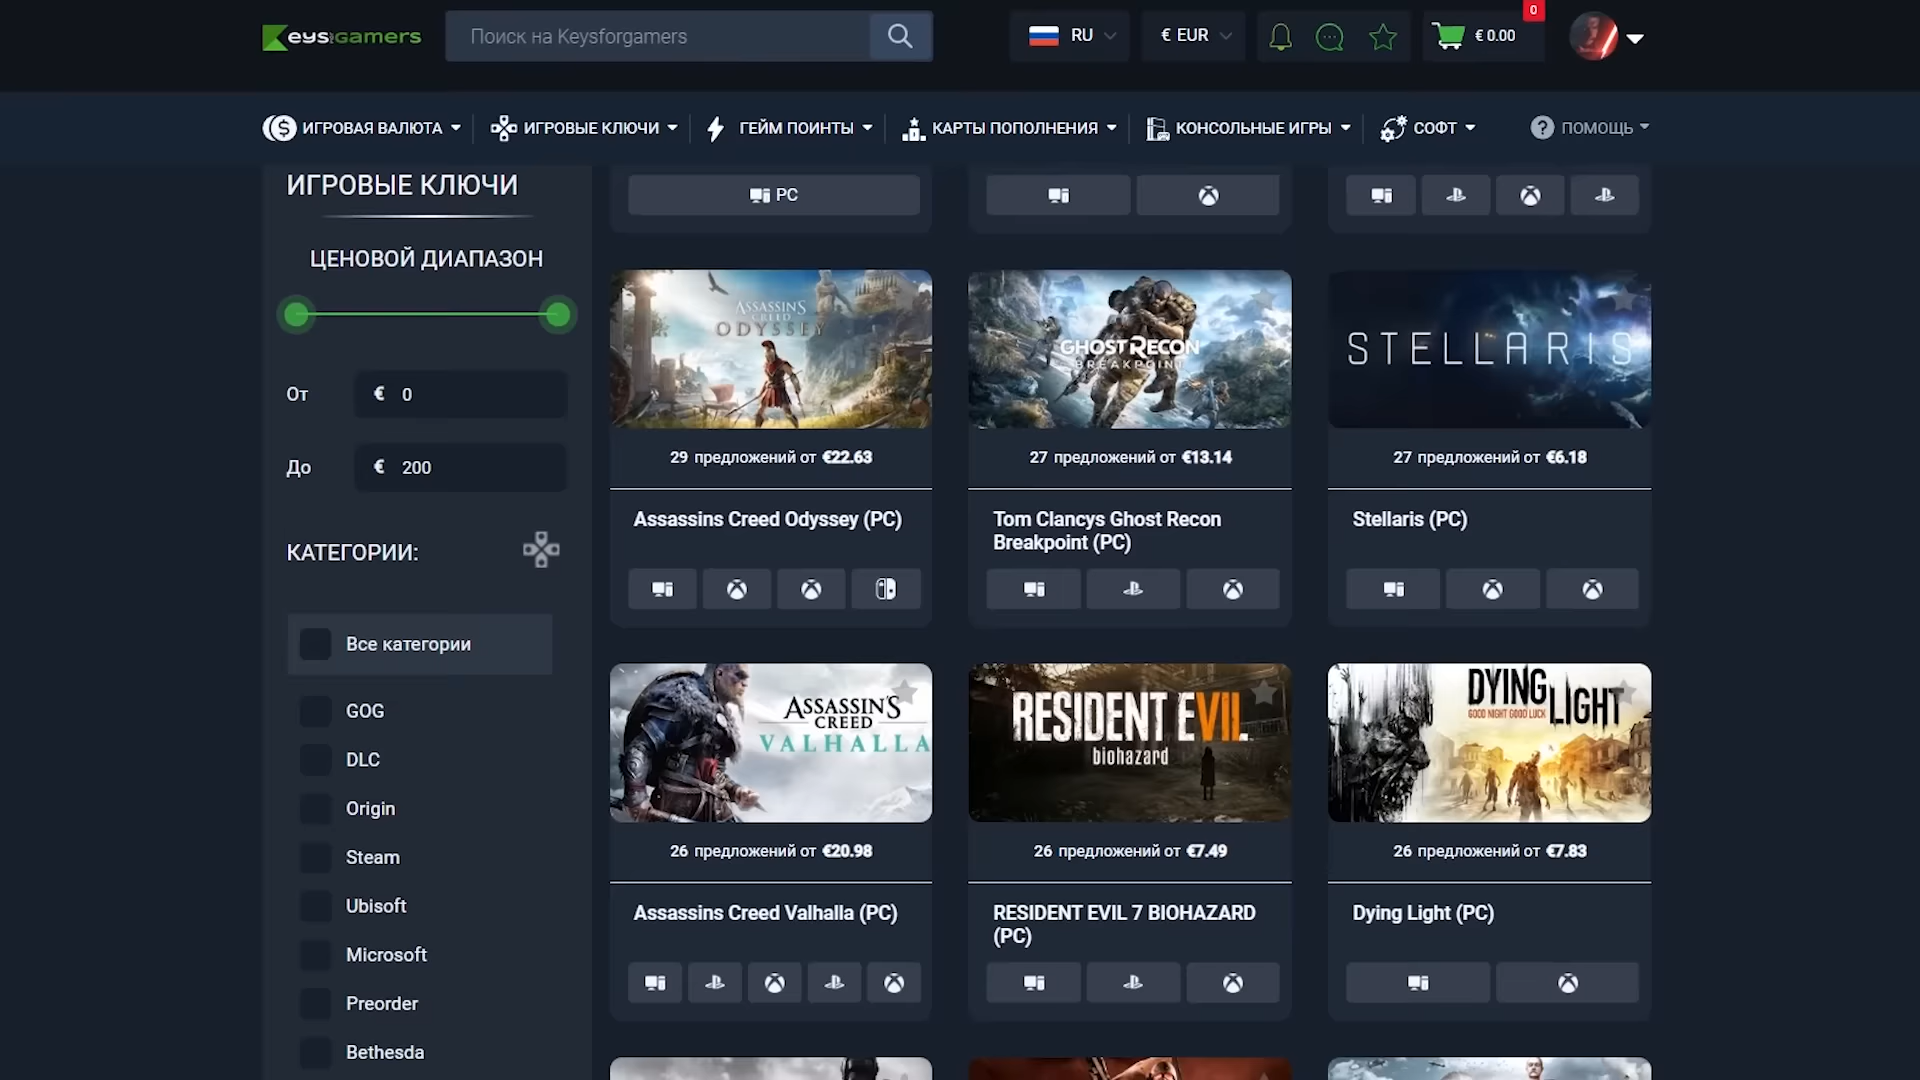 Keysforgamers
Поиск на Keysforgamers
RU
€ EUR
0
€ 0.00
ИГРОВАЯ ВАЛЮТА
ИГРОВЫЕ КЛЮЧИ
ГЕЙМ ПОИНТЫ
КАРТЫ ПОПОЛНЕНИЯ
КОНСОЛЬНЫЕ ИГРЫ
СОФТ
ПОМОЩЬ
ИГРОВЫЕ КЛЮЧИ
ЦЕНОВОЙ ДИАПАЗОН
От
€ 0
До
€ 200
КАТЕГОРИИ:
Все категории
GOG
DLC
Origin
Steam
Ubisoft
Microsoft
Preorder
Bethesda
PC
ASSASSIN'S
CREED
ODYSSEY
29 предложений от €22.63
Assassins Creed Odyssey (PC)
GHOST RECON
BREAKPOINT
27 предложений от €13.14
Tom Clancys Ghost Recon
Breakpoint (PC)
STELLARIS
27 предложений от €6.18
Stellaris (PC)
ASSASSIN'S
CREED
VALHALLA
26 предложений от €20.98
Assassins Creed Valhalla (PC)
RESIDENT EVII.
biohazard
26 предложений от €7.49
RESIDENT EVIL 7 BIOHAZARD
(PC)
DYING LIGHT
GOOD NIGHT GOOD LUCK
26 предложений от €7.83
Dying Light (PC)